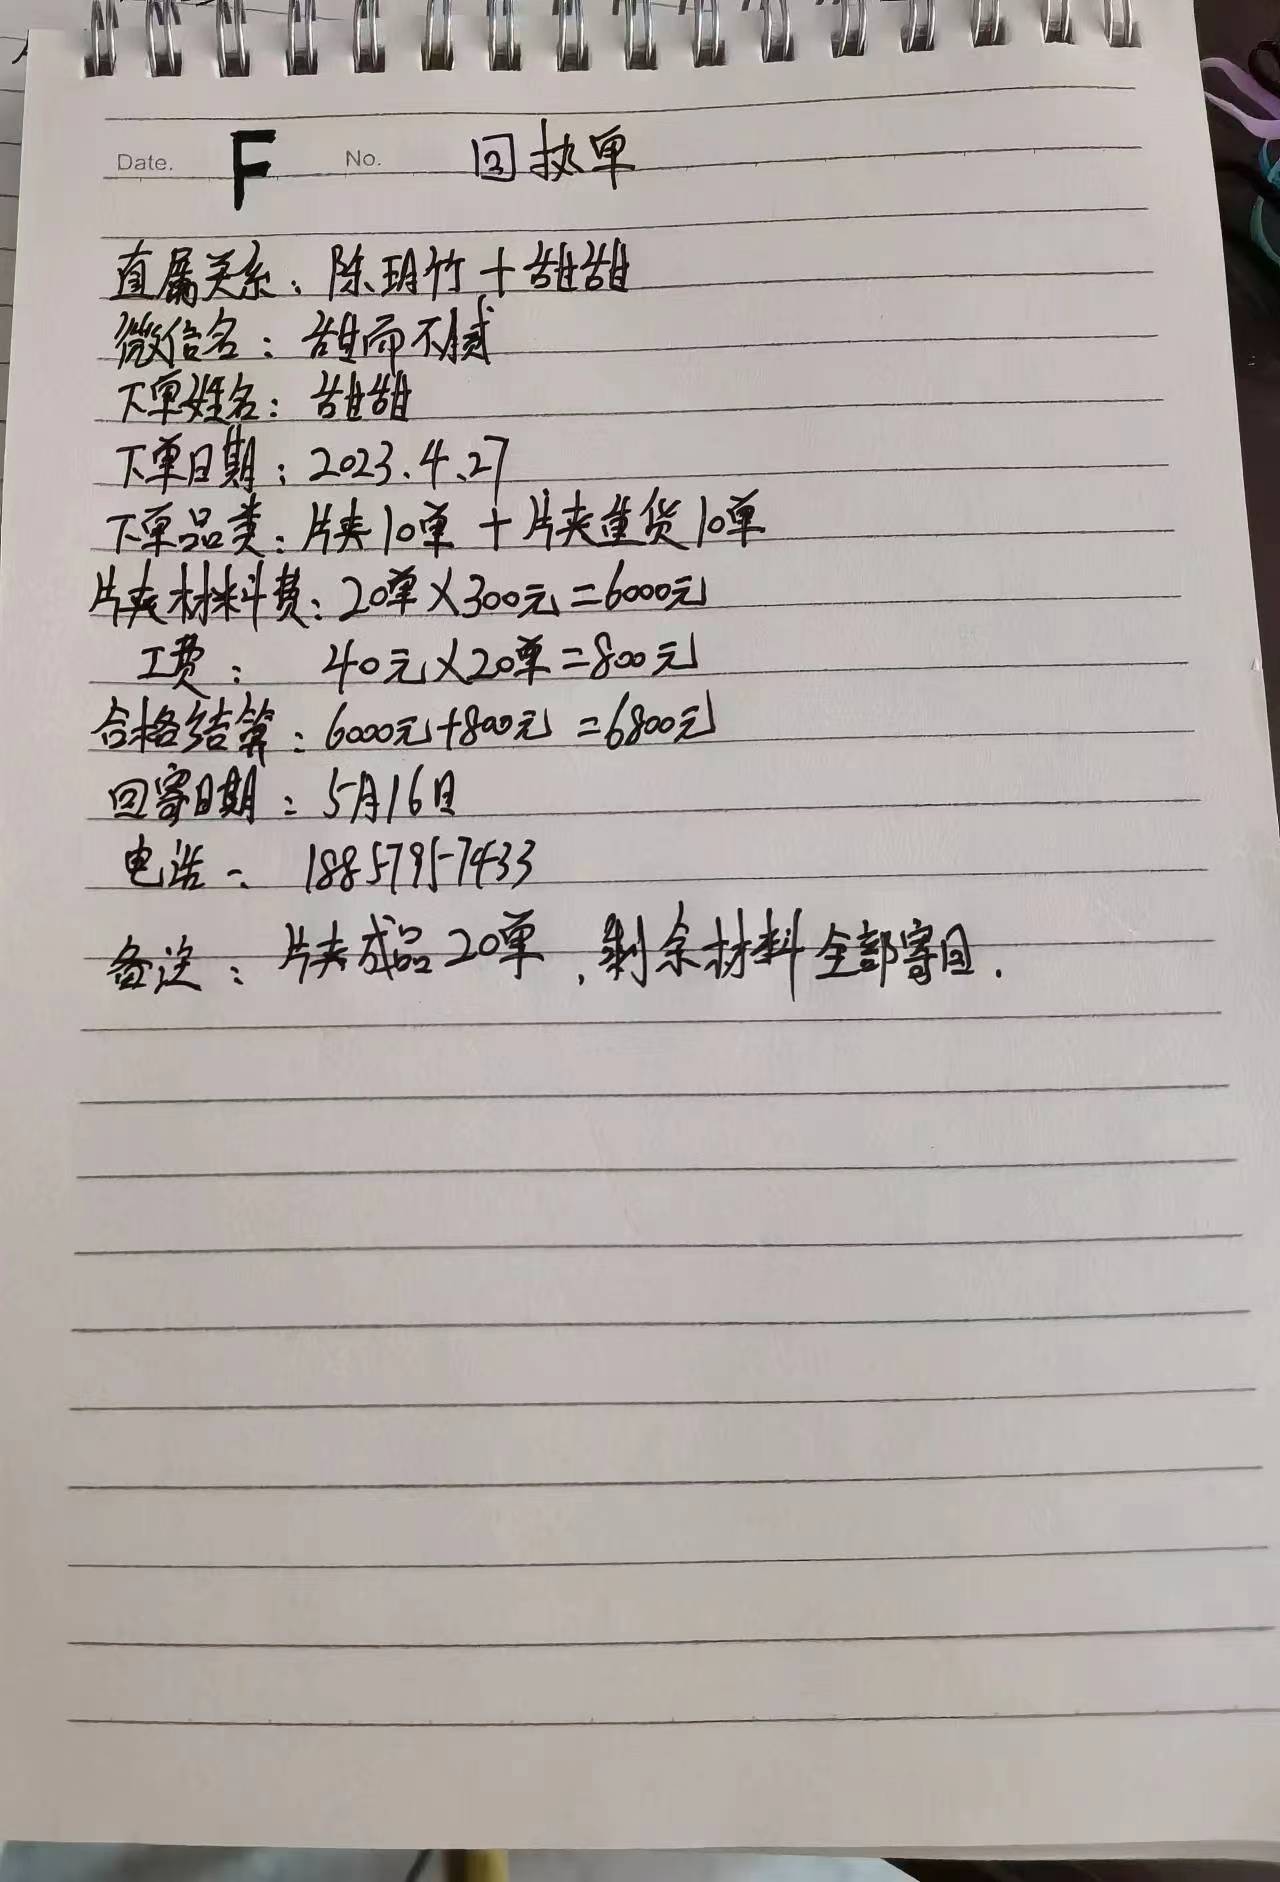 Date. F No. 回执单
直属关系：陈玥竹＋甜甜
微信名：甜而不腻
下单姓名：甜甜
下单日期：2023.4.27
下单品类：片夹10单＋片夹重货10单
片夹材料费：20单×300元=6000元
工费：40元×20单=800元
合格结算：6000元+800元=6800元
回寄日期：5月16日
电话：18857957433
备注：片夹成品20单，剩余材料全部寄回.